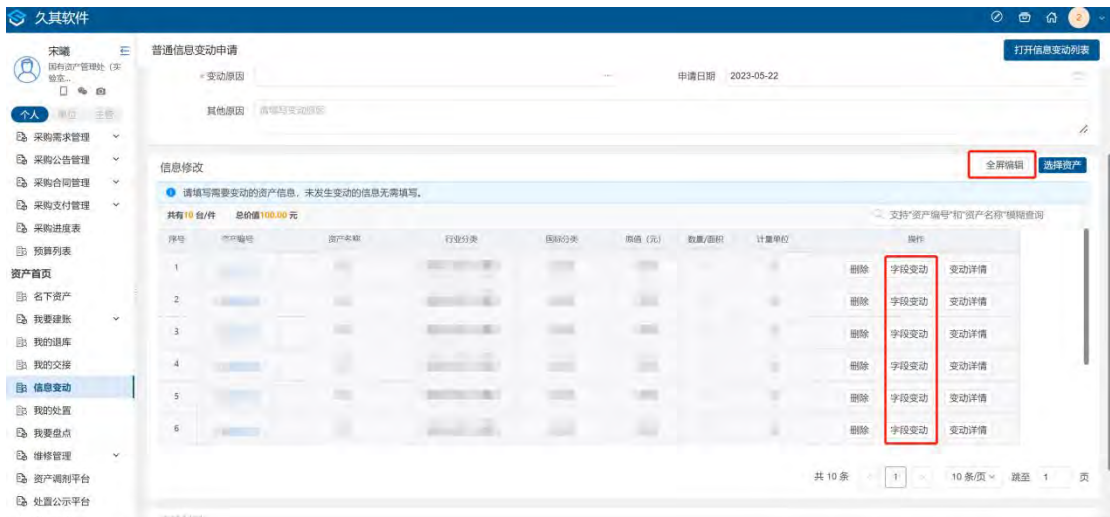 久其软件
2
宋曦
国有资产管理处（实
验室...
个人 单位 主管
采购需求管理
采购公告管理
采购合同管理
采购支付管理
采购进度表
预算列表
资产首页
名下资产
我要建账
我的退库
我的交接
信息变动
我的处置
我要盘点
维修管理
资产调剂平台
处置公示平台
普通信息变动申请 打开信息变动列表
* 变动原因 ... 申请日期 2023-05-22
其他原因 请填写变动原因
信息修改 全屏编辑 选择资产
请填写需要变动的资产信息，未发生变动的信息无需填写。
共有10 台/件 总价值100.00 元 支持"资产编号"和"资产名称"模糊查询
序号 资产编号 资产名称 行业分类 国标分类 原值（元） 数量/面积 计量单位 操作
1 删除 字段变动 变动详情
2 删除 字段变动 变动详情
3 删除 字段变动 变动详情
4 删除 字段变动 变动详情
5 删除 字段变动 变动详情
6 删除 字段变动 变动详情
共 10 条 < 1 > 10 条/页 跳至 1 页